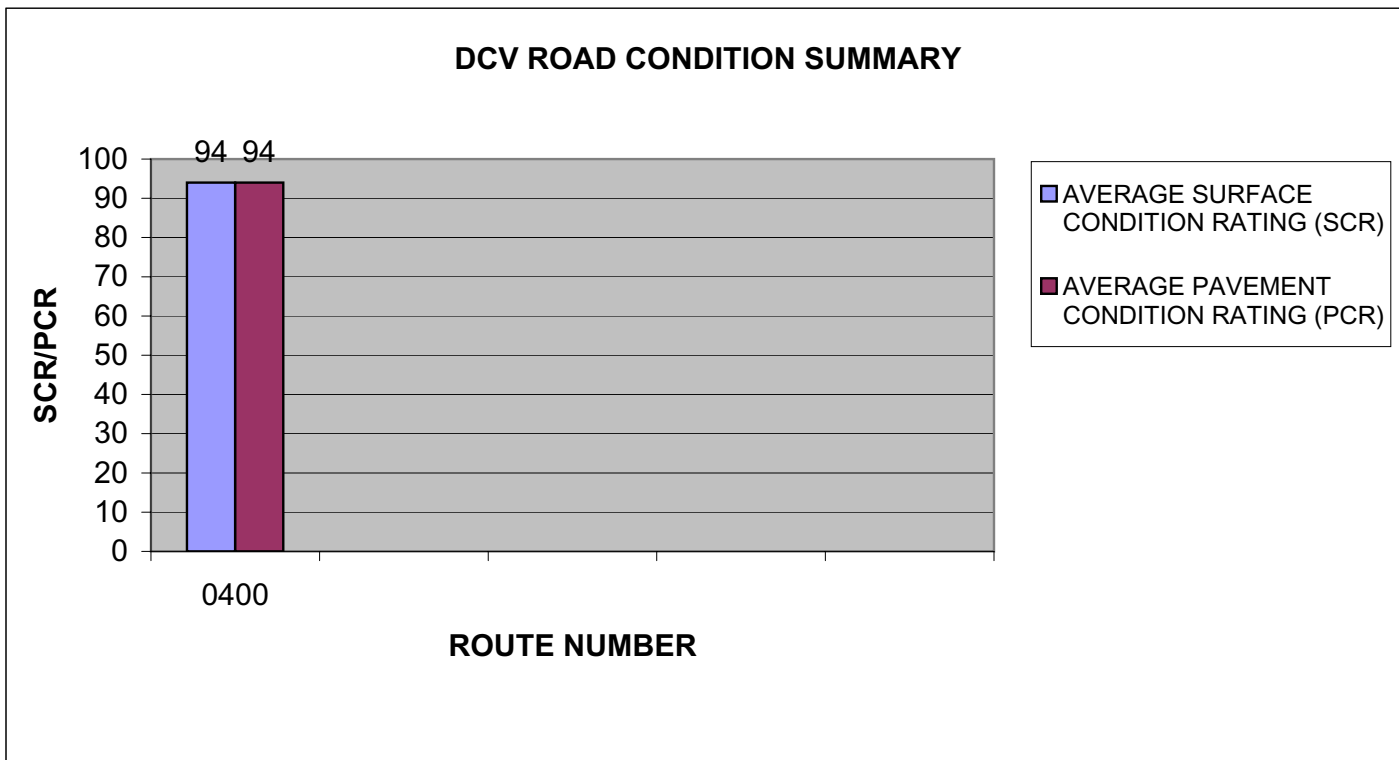 DCV ROAD CONDITION SUMMARY
94 94
100
90
80
70
60
50
40
30
20
10
0
SCR/PCR
0400
ROUTE NUMBER
AVERAGE SURFACE
CONDITION RATING (SCR)
AVERAGE PAVEMENT
CONDITION RATING (PCR)